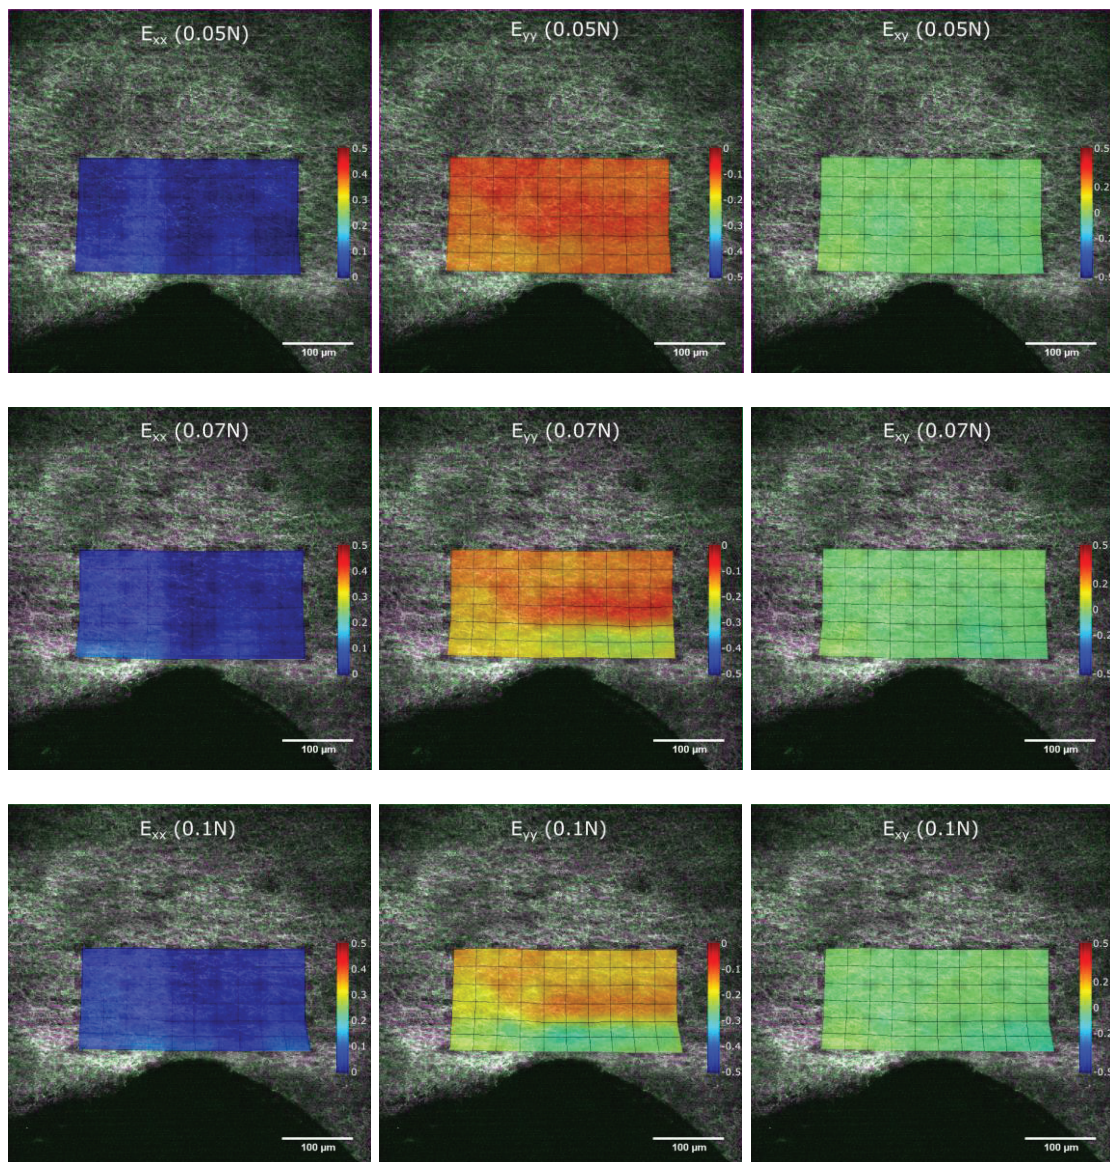 Exx (0.05N)
0.5
0.4
0.3
0.2
0.1
0
100 µm
Eyy (0.05N)
0
-0.1
-0.2
-0.3
-0.4
-0.5
100 µm
Exy (0.05N)
0.5
0.2
0
-0.2
-0.5
100 µm
Exx (0.07N)
0.5
0.4
0.3
0.2
0.1
0
100 µm
Eyy (0.07N)
0
-0.1
-0.2
-0.3
-0.4
-0.5
100 µm
Exy (0.07N)
0.5
0.2
0
-0.2
-0.5
100 µm
Exx (0.1N)
0.5
0.4
0.3
0.2
0.1
0
100 µm
Eyy (0.1N)
0
-0.1
-0.2
-0.3
-0.4
-0.5
100 µm
Exy (0.1N)
0.5
0.2
0
-0.2
-0.5
100 µm